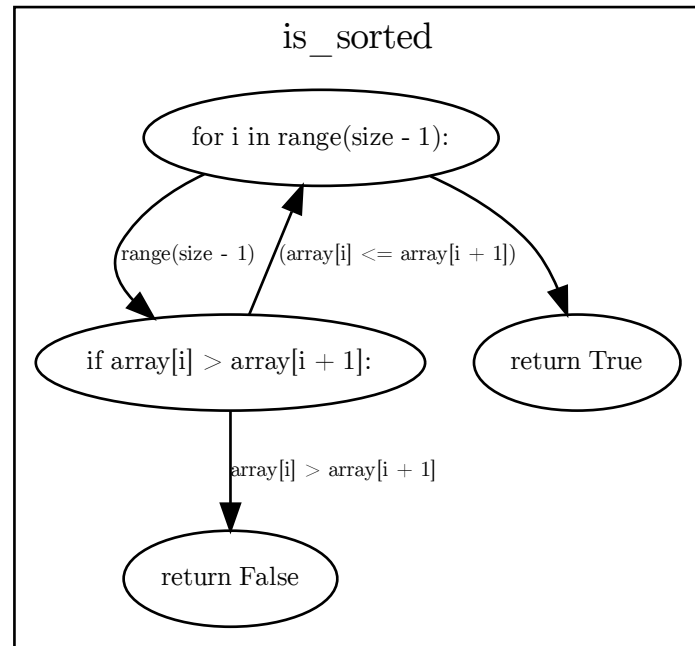 is_sorted
for i in range(size - 1):
range(size - 1)
(array[i] <= array[i + 1])
if array[i] > array[i + 1]:
return True
array[i] > array[i + 1]
return False